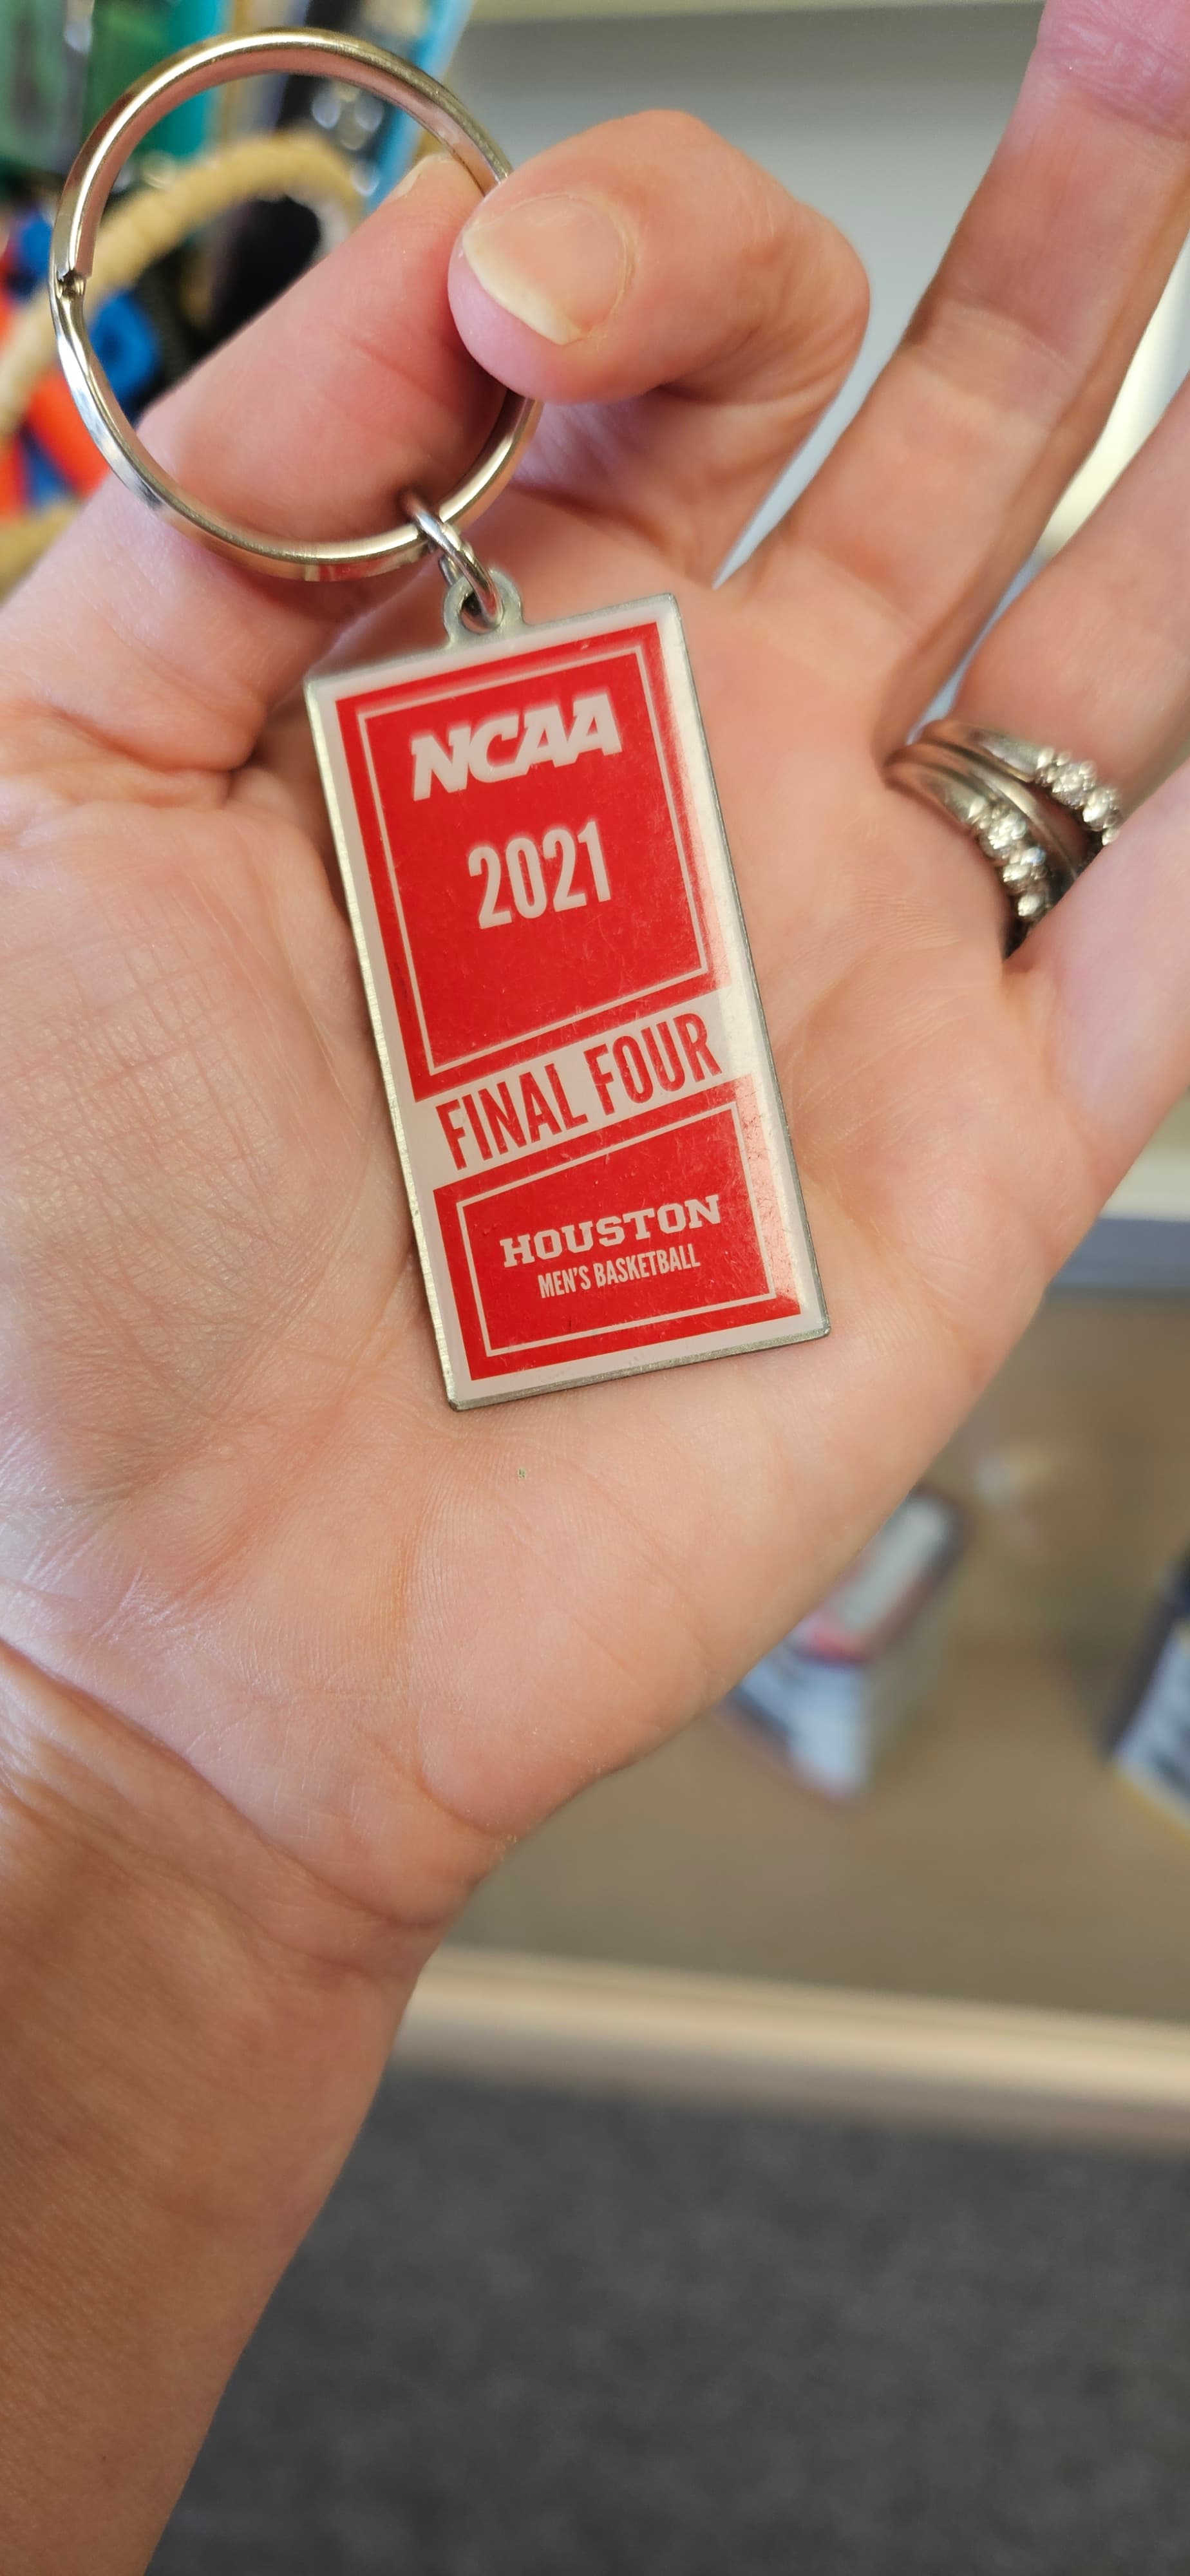 NCAA
2021
FINAL FOUR
HOUSTON
MEN'S BASKETBALL